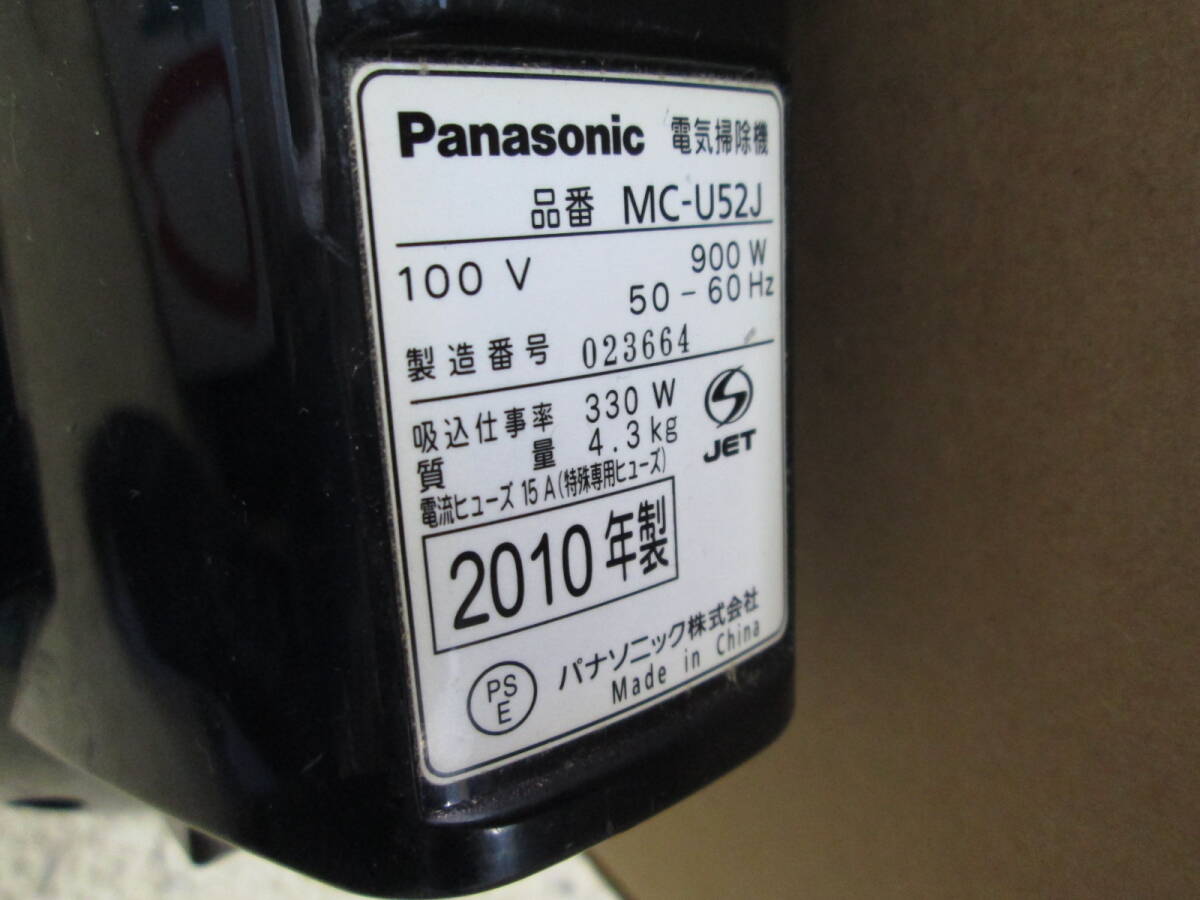 Panasonic 電気掃除機
品番 MC-U52J
100 V 900 W
50 - 60 Hz
製造番号 023664
吸込仕事率 330 W
質量 4.3 kg
電流ヒューズ 15 A (特殊専用ヒューズ)
JET
2010 年製
PS
E
パナソニック株式会社
Made in China